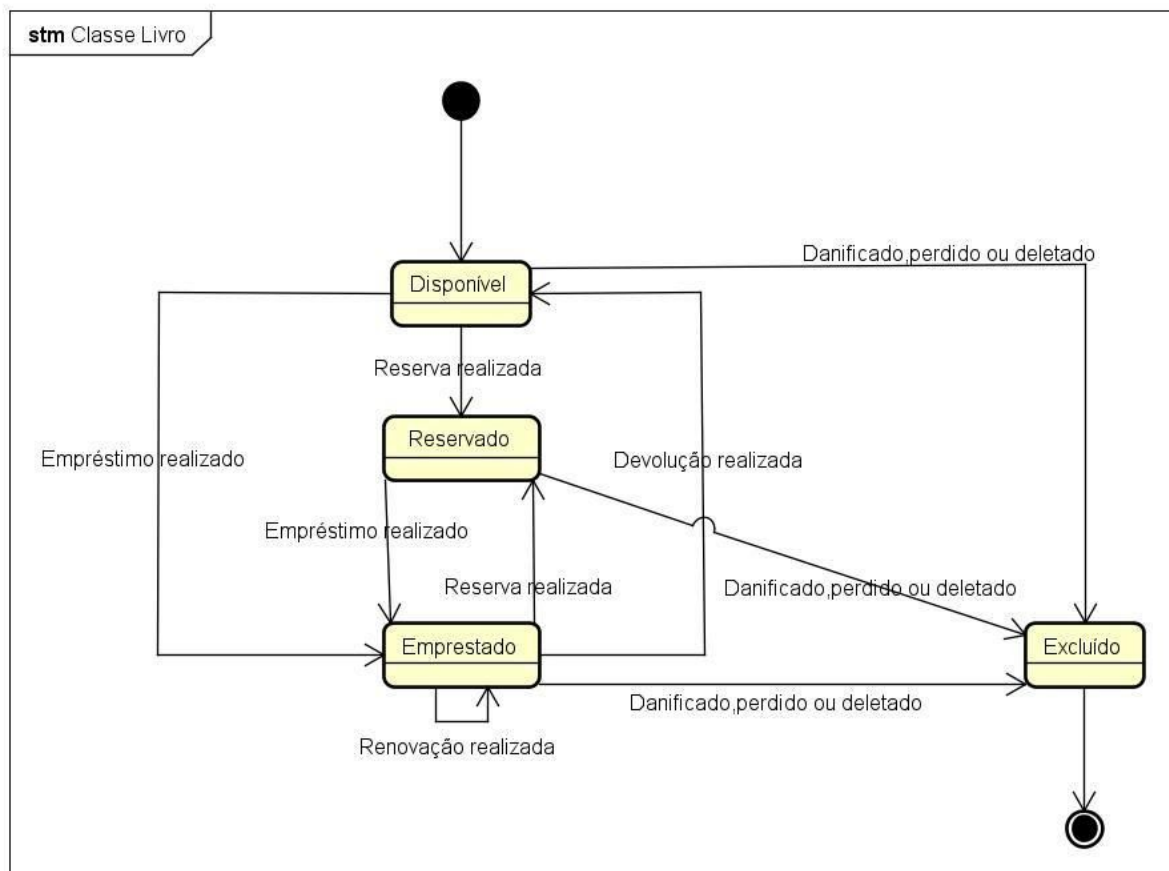 stm Classe Livro
Danificado,perdido ou deletado
Disponível
Reserva realizada
Reservado
Empréstimo realizado
Devolução realizada
Empréstimo realizado
Reserva realizada
Danificado,perdido ou deletado
Emprestado
Excluído
Danificado,perdido ou deletado
Renovação realizada